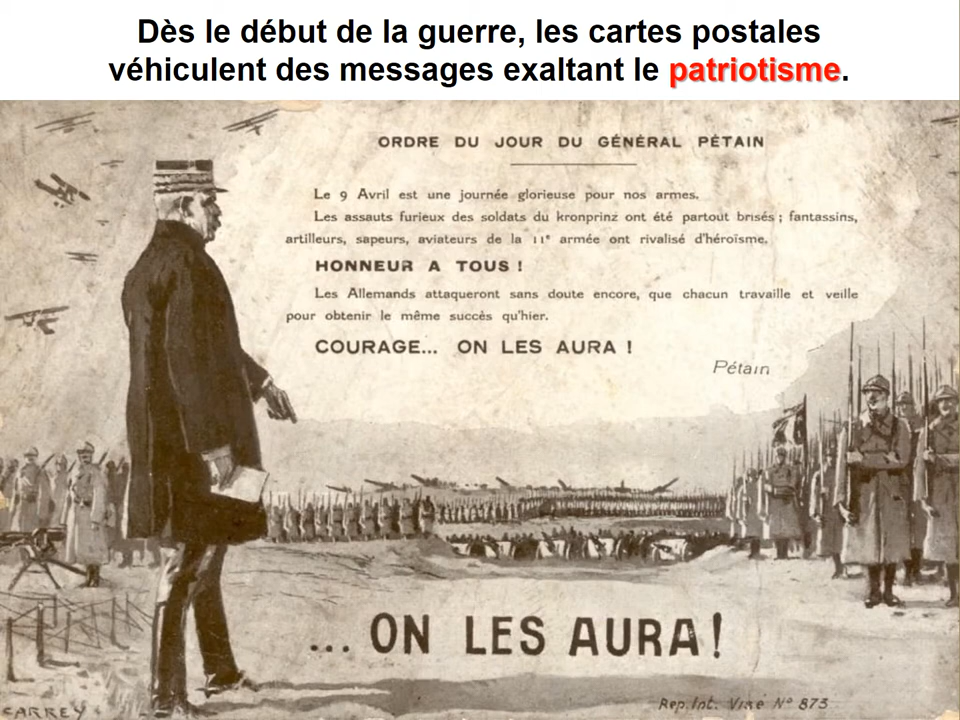 Dès le début de la guerre, les cartes postales
véhiculent des messages exaltant le patriotisme.
ORDRE DU JOUR DU GÉNÉRAL PÉTAIN
Le 9 Avril est une journée glorieuse pour nos armes.
Les assauts furieux des soldats du kronprinz ont été partout brisés ; fantassins,
artilleurs, sapeurs, aviateurs de la 11ᵉ armée ont rivalisé d'héroïsme.
HONNEUR A TOUS !
Les Allemands attaqueront sans doute encore, que chacun travaille et veille
pour obtenir le même succès qu'hier.
COURAGE... ON LES AURA !
Pétain
... ON LES AURA !
CARREY
Rep. Int. Visé Nº 873